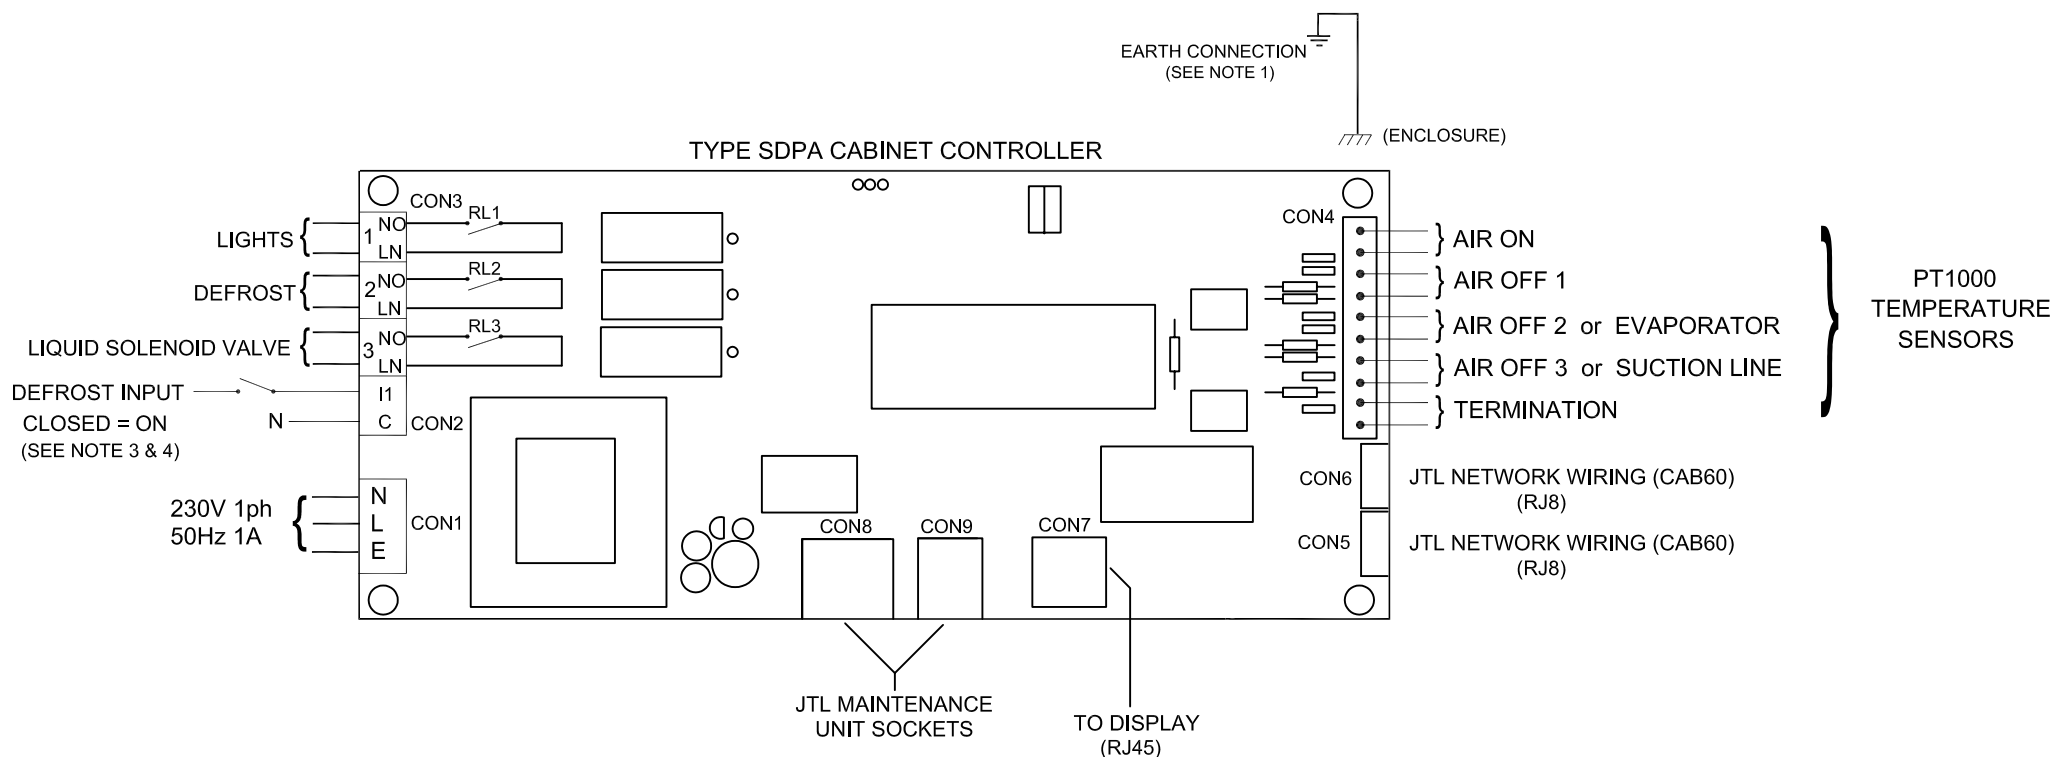 EARTH CONNECTION
(SEE NOTE 1)
(ENCLOSURE)
TYPE SDPA CABINET CONTROLLER
CON3
LIGHTS
1
NO
LN
RL1
DEFROST
2
NO
LN
RL2
LIQUID SOLENOID VALVE
3
NO
LN
RL3
DEFROST INPUT
I1
CLOSED = ON
N
C
CON2
(SEE NOTE 3 & 4)
230V 1ph
50Hz 1A
N
L
E
CON1
CON4
AIR ON
AIR OFF 1
AIR OFF 2 or EVAPORATOR
AIR OFF 3 or SUCTION LINE
TERMINATION
PT1000
TEMPERATURE
SENSORS
CON6
JTL NETWORK WIRING (CAB60)
(RJ8)
CON5
JTL NETWORK WIRING (CAB60)
(RJ8)
CON8
CON9
CON7
JTL MAINTENANCE
UNIT SOCKETS
TO DISPLAY
(RJ45)